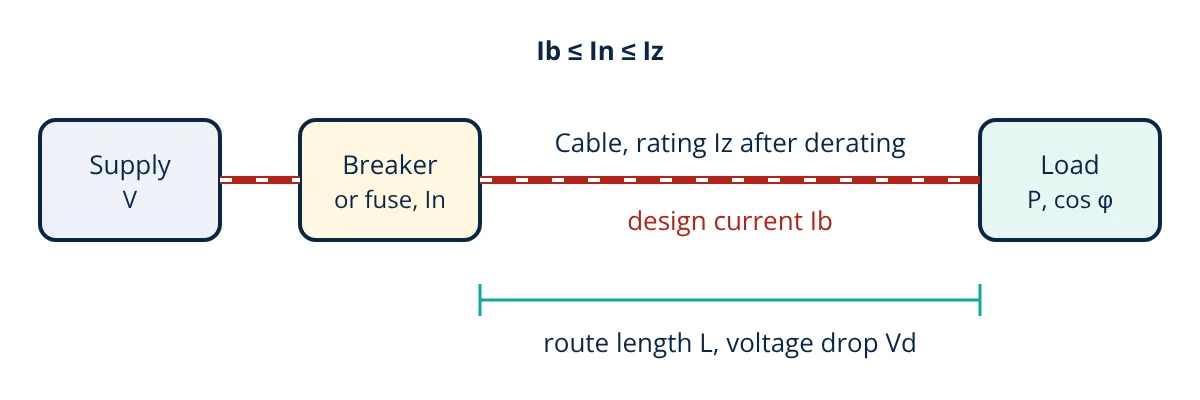 Ib ≤ In ≤ Iz
Supply
V
Breaker
or fuse, In
Cable, rating Iz after derating
design current Ib
Load
P, cos φ
route length L, voltage drop Vd